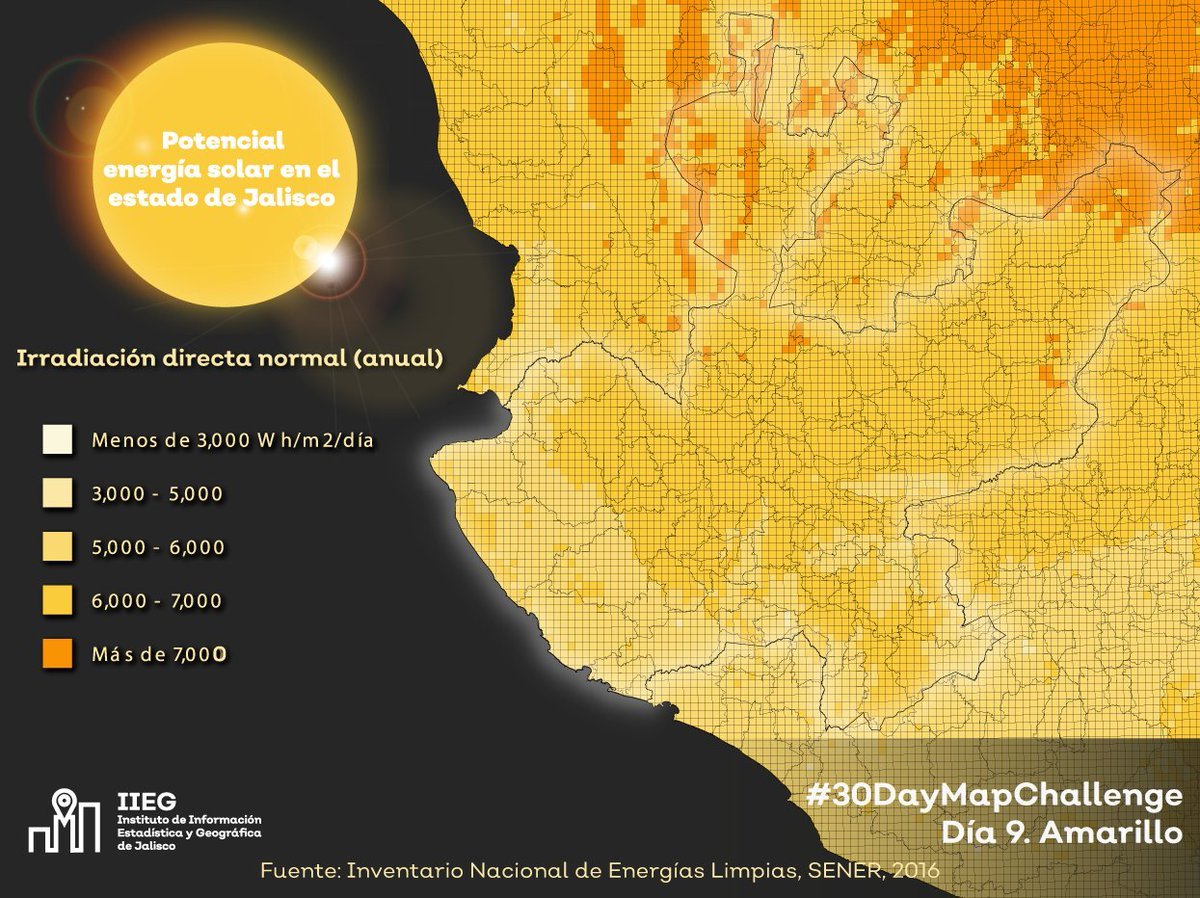 Potencial
energía solar en el
estado de Jalisco
Irradiación directa normal (anual)
Menos de 3,000 Wh/m2/día
3,000 - 5,000
5,000 - 6,000
6,000 - 7,000
Más de 7,000
IIEG
Instituto de Información
Estadística y Geográfica
de Jalisco
#30DayMapChallenge
Día 9. Amarillo
Fuente: Inventario Nacional de Energías Limpias, SENER, 2016